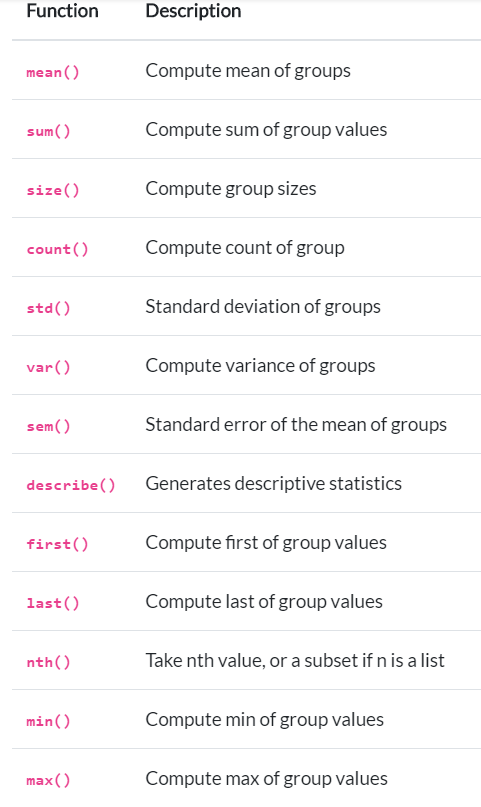 Function Description
mean() Compute mean of groups
sum() Compute sum of group values
size() Compute group sizes
count() Compute count of group
std() Standard deviation of groups
var() Compute variance of groups
sem() Standard error of the mean of groups
describe() Generates descriptive statistics
first() Compute first of group values
last() Compute last of group values
nth() Take nth value, or a subset if n is a list
min() Compute min of group values
max() Compute max of group values